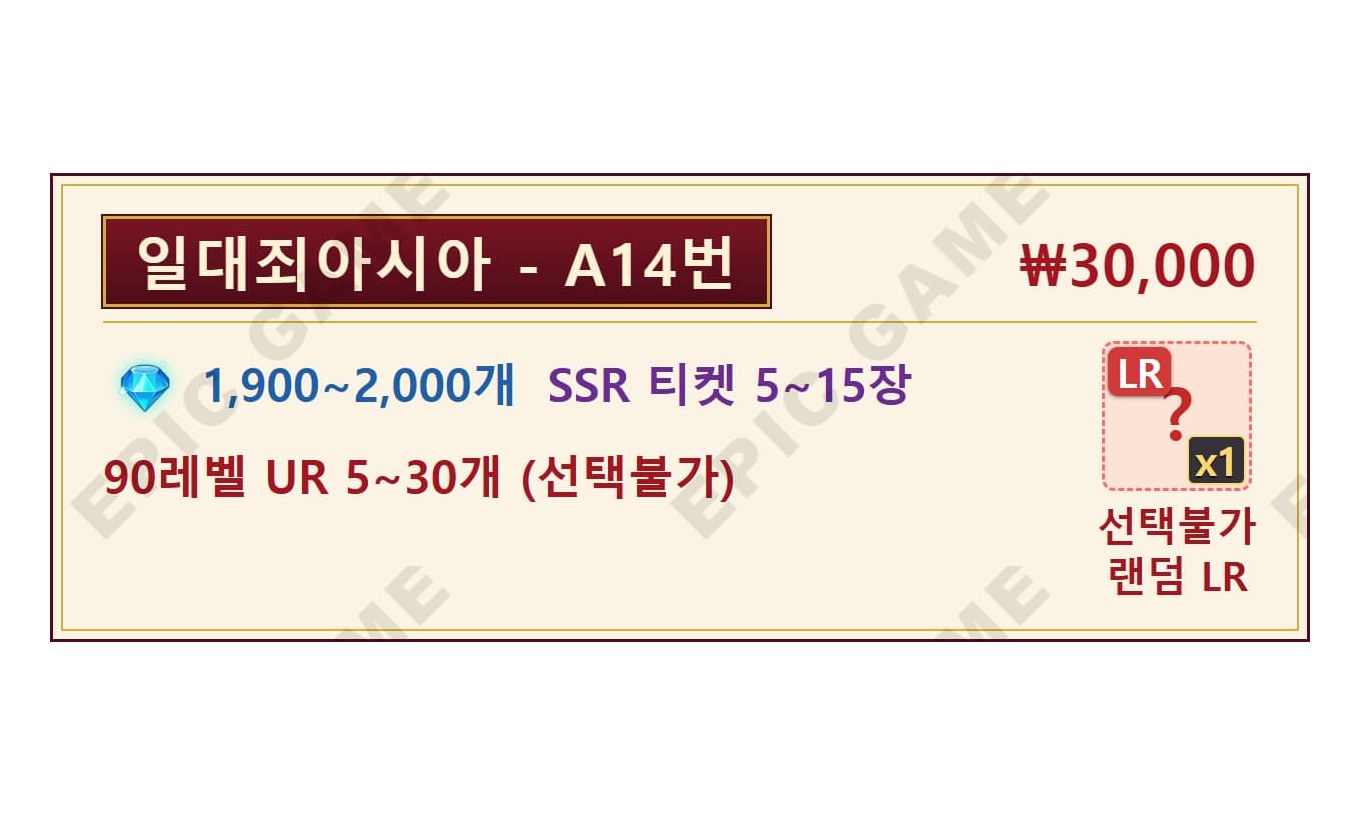 일대죄아시아 - A14번
₩30,000
1,900~2,000개 SSR 티켓 5~15장
90레벨 UR 5~30개 (선택불가)
LR
?
x1
선택불가
랜덤 LR
EPIC GAME
EPIC GAME